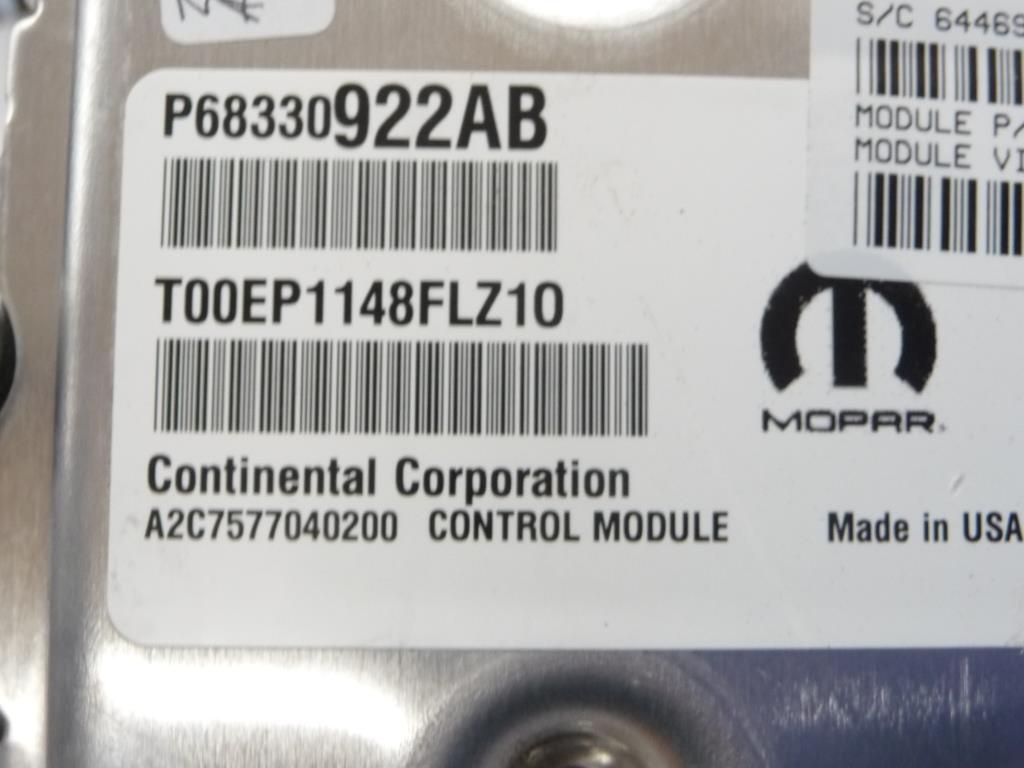 P68330922AB
T00EP1148FLZ10
Continental Corporation
A2C7577040200 CONTROL MODULE
S/C 64469
MODULE P/
MODULE VI
MOPAR
Made in USA